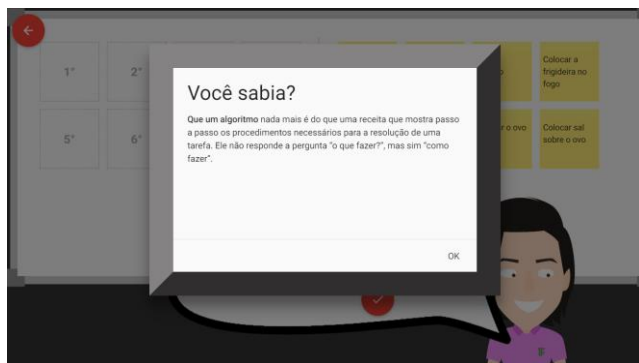 1°
2°
5°
6°
Colocar a
frigideira no
fogo
r o ovo
Colocar sal
sobre o ovo
Você sabia?
Que um algoritmo nada mais é do que uma receita que mostra passo
a passo os procedimentos necessários para a resolução de uma
tarefa. Ele não responde a pergunta "o que fazer?", mas sim "como
fazer".
OK